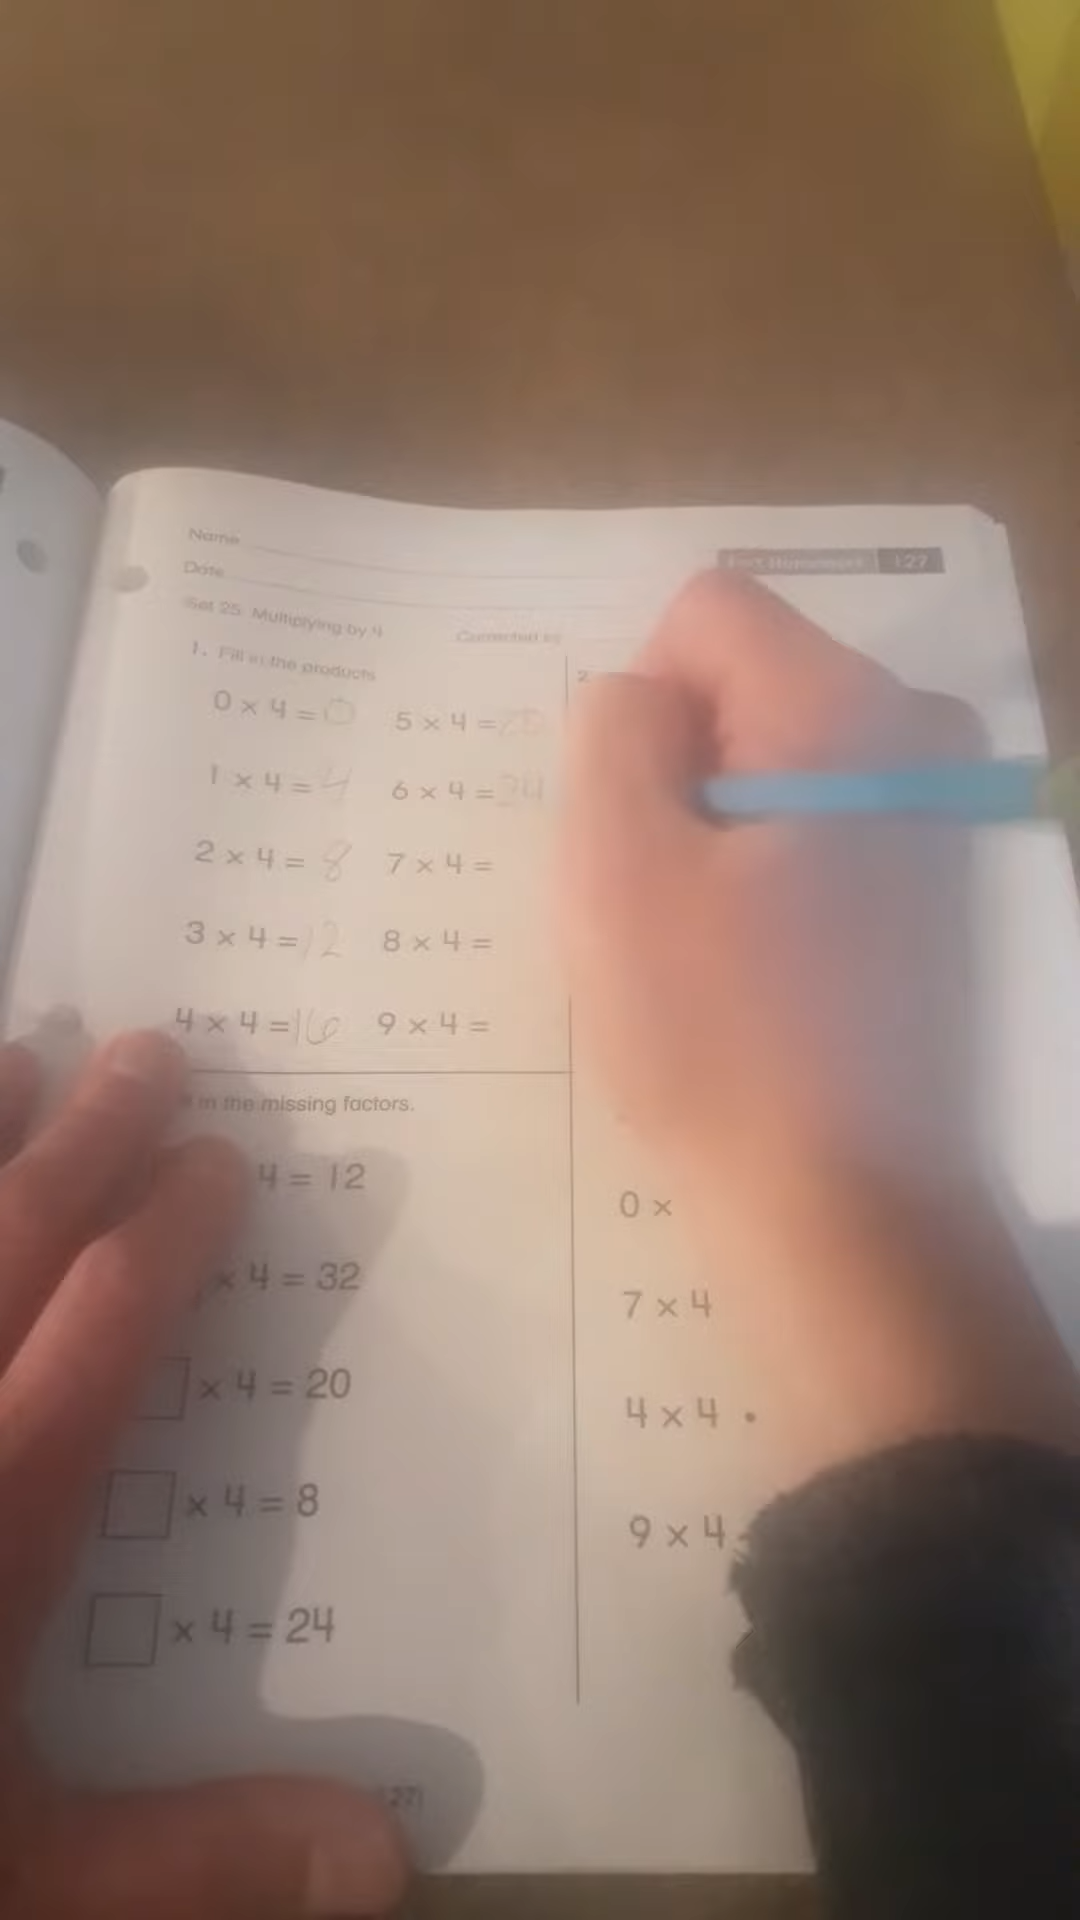 Name
Date
127
Set 25 Multiplying by 4
Corrected by
1. Fill in the products
2.
0 × 4 = 0 5 × 4 = 20
1 × 4 = 4 6 × 4 = 24
2 × 4 = 8 7 × 4 =
3 × 4 = 12 8 × 4 =
4 × 4 = 16 9 × 4 =
in the missing factors.
4 = 12
× 4 = 32
× 4 = 20
× 4 = 8
× 4 = 24
0 ×
7 × 4
4 × 4 •
9 × 4